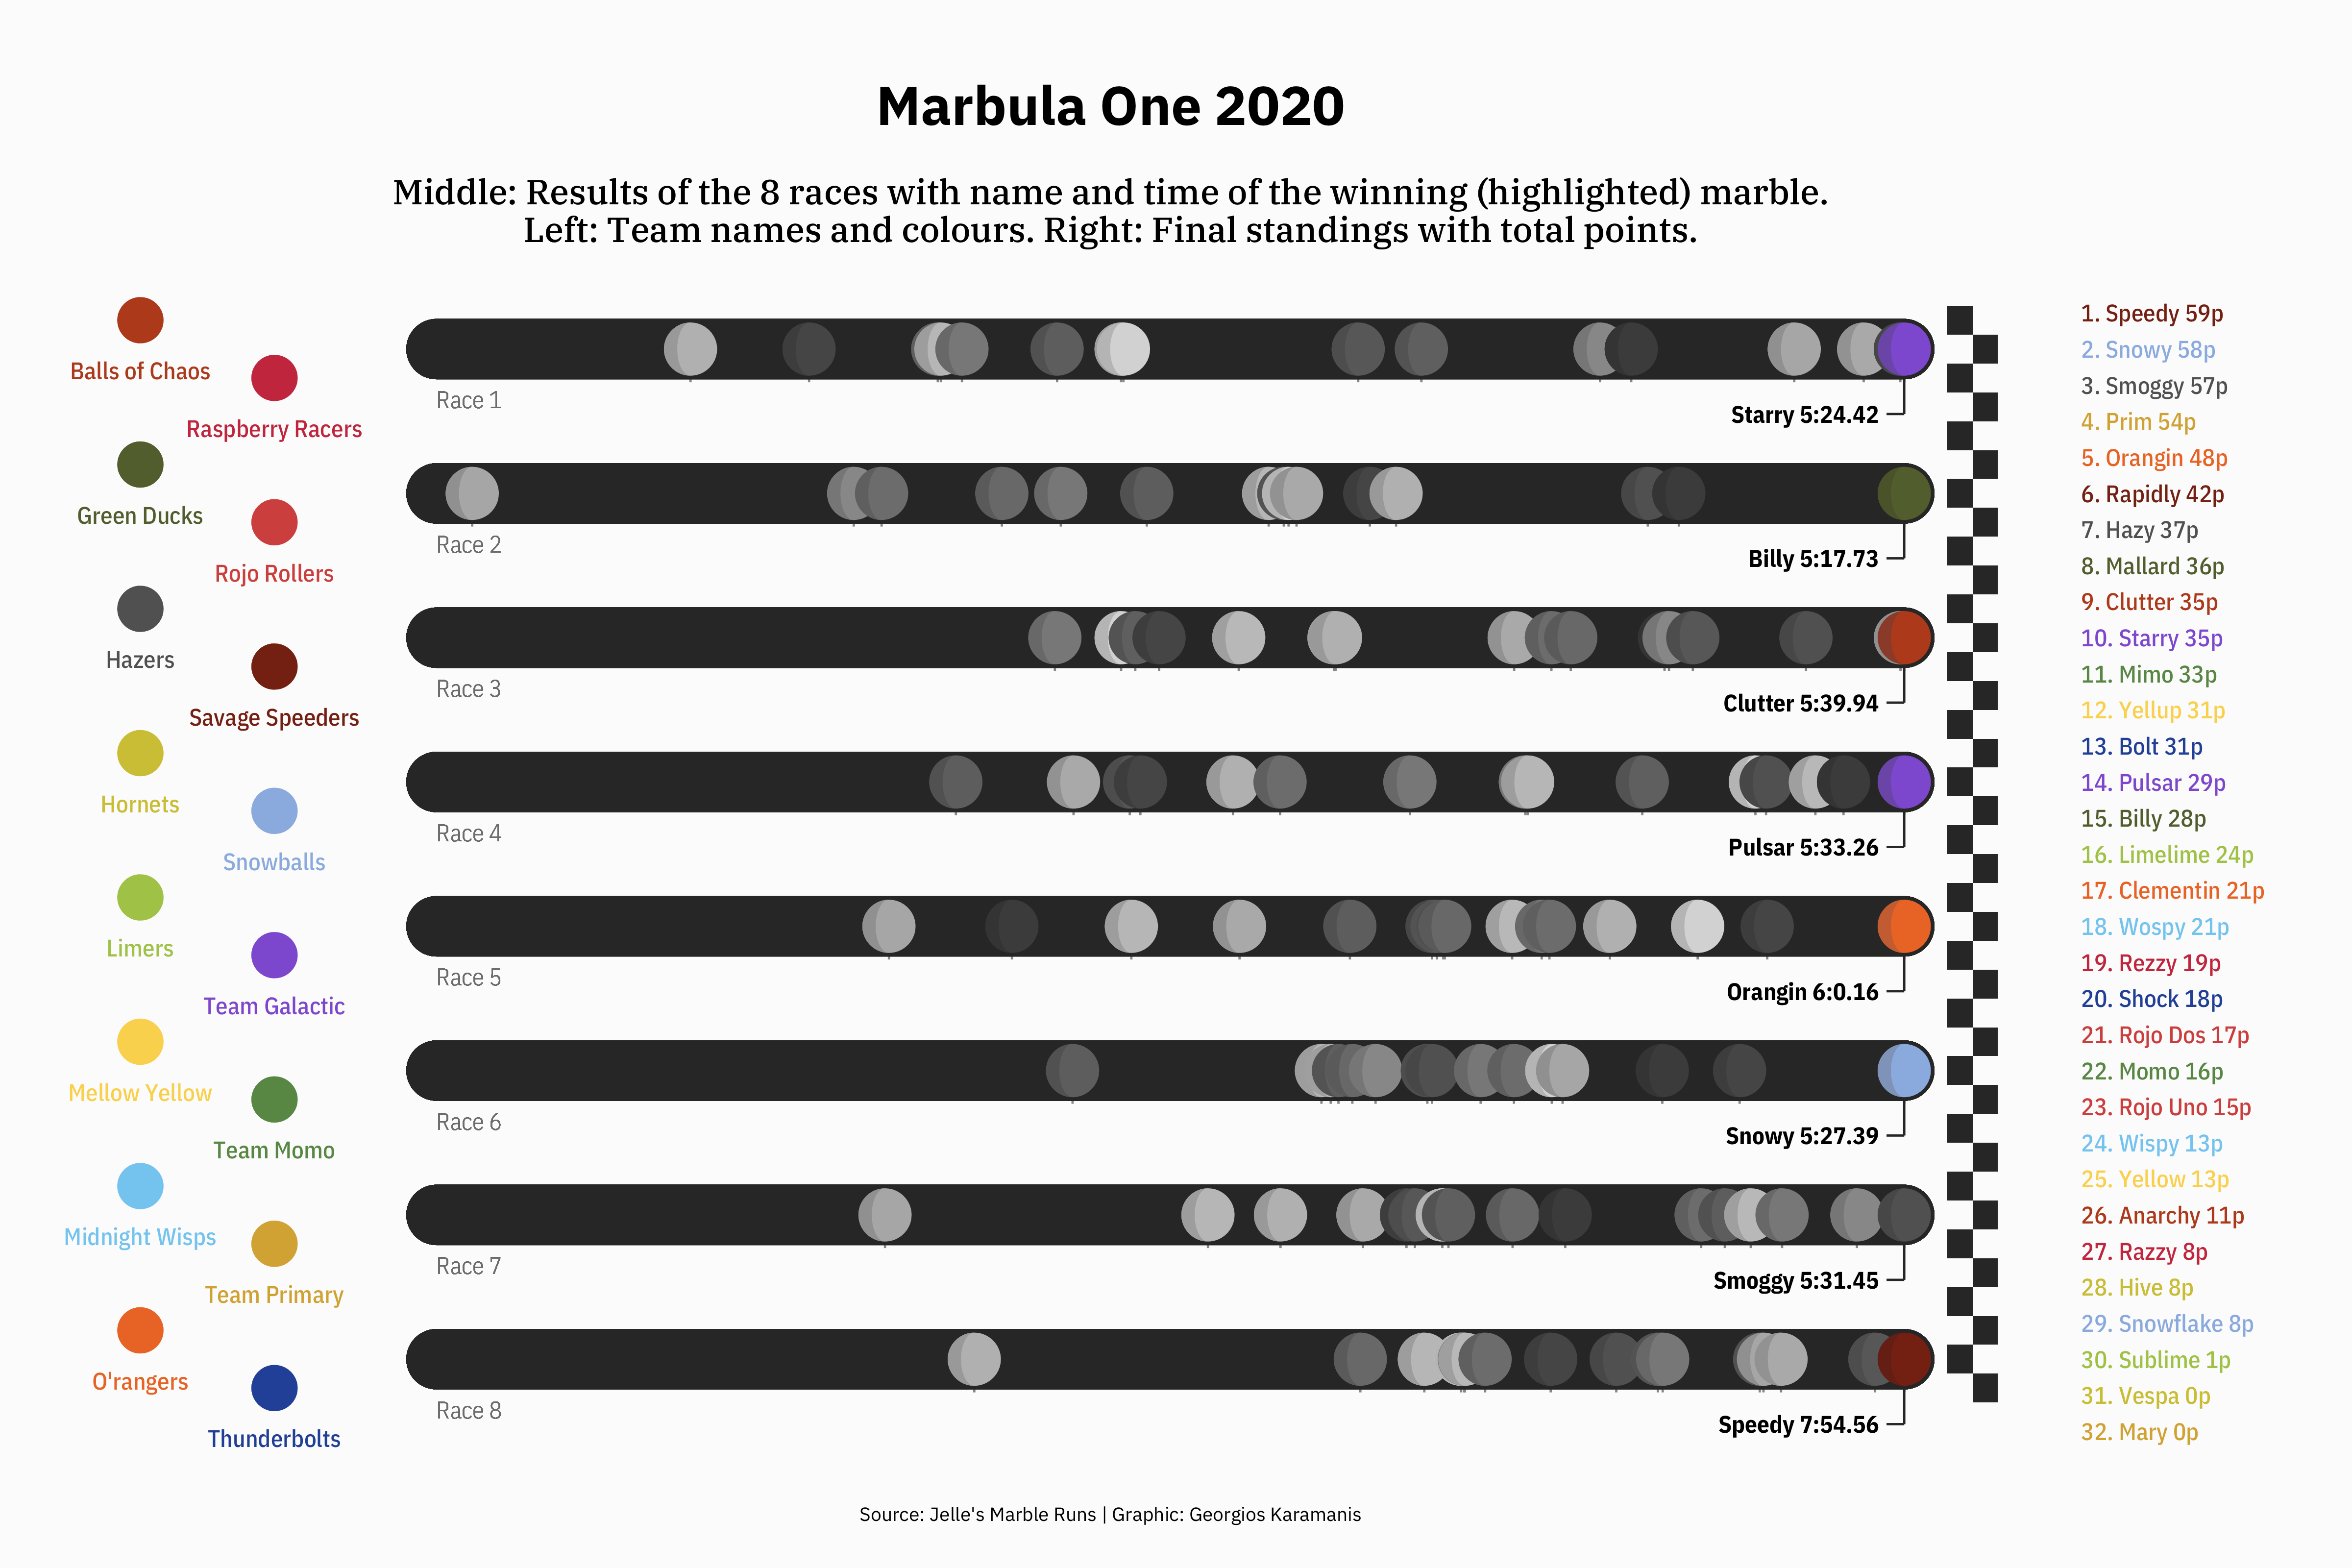 Marbula One 2020
Middle: Results of the 8 races with name and time of the winning (highlighted) marble.
Left: Team names and colours. Right: Final standings with total points.
Balls of Chaos
Raspberry Racers
Green Ducks
Rojo Rollers
Hazers
Savage Speeders
Hornets
Snowballs
Limers
Team Galactic
Mellow Yellow
Team Momo
Midnight Wisps
Team Primary
O'rangers
Thunderbolts
Race 1
Starry 5:24.42
Race 2
Billy 5:17.73
Race 3
Clutter 5:39.94
Race 4
Pulsar 5:33.26
Race 5
Orangin 6:0.16
Race 6
Snowy 5:27.39
Race 7
Smoggy 5:31.45
Race 8
Speedy 7:54.56
1. Speedy 59p
2. Snowy 58p
3. Smoggy 57p
4. Prim 54p
5. Orangin 48p
6. Rapidly 42p
7. Hazy 37p
8. Mallard 36p
9. Clutter 35p
10. Starry 35p
11. Mimo 33p
12. Yellup 31p
13. Bolt 31p
14. Pulsar 29p
15. Billy 28p
16. Limelime 24p
17. Clementin 21p
18. Wospy 21p
19. Rezzy 19p
20. Shock 18p
21. Rojo Dos 17p
22. Momo 16p
23. Rojo Uno 15p
24. Wispy 13p
25. Yellow 13p
26. Anarchy 11p
27. Razzy 8p
28. Hive 8p
29. Snowflake 8p
30. Sublime 1p
31. Vespa 0p
32. Mary 0p
Source: Jelle's Marble Runs | Graphic: Georgios Karamanis